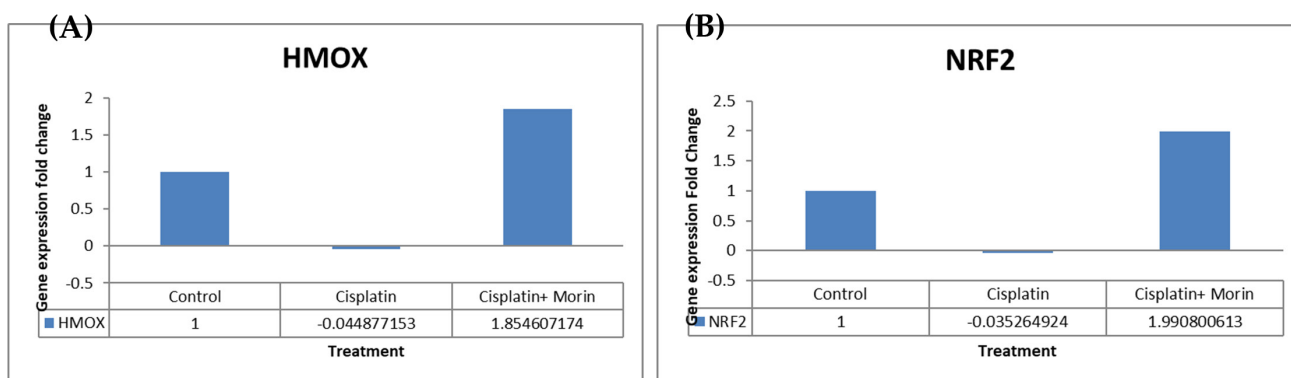 (A)
HMOX
Gene expression fold change
2
1.5
1
0.5
0
-0.5
Control Cisplatin Cisplatin+ Morin
HMOX 1 -0.044877153 1.854607174
Treatment
(B)
NRF2
Gene expression Fold Change
2.5
2
1.5
1
0.5
0
-0.5
Control Cisplatin Cisplatin+ Morin
NRF2 1 -0.035264924 1.990800613
Treatment